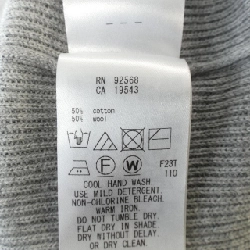 RN 92568
CA 19543
50% cotton
50% wool
P F W F23T
110
COOL HAND WASH
USE MILD DETERGENT.
NON-CHLORINE BLEACH.
WARM IRON.
DO NOT TUMBLE DRY.
DRY FLAT IN SHADE
DRY WITHOUT DELAY.
OR DRY CLEAN.